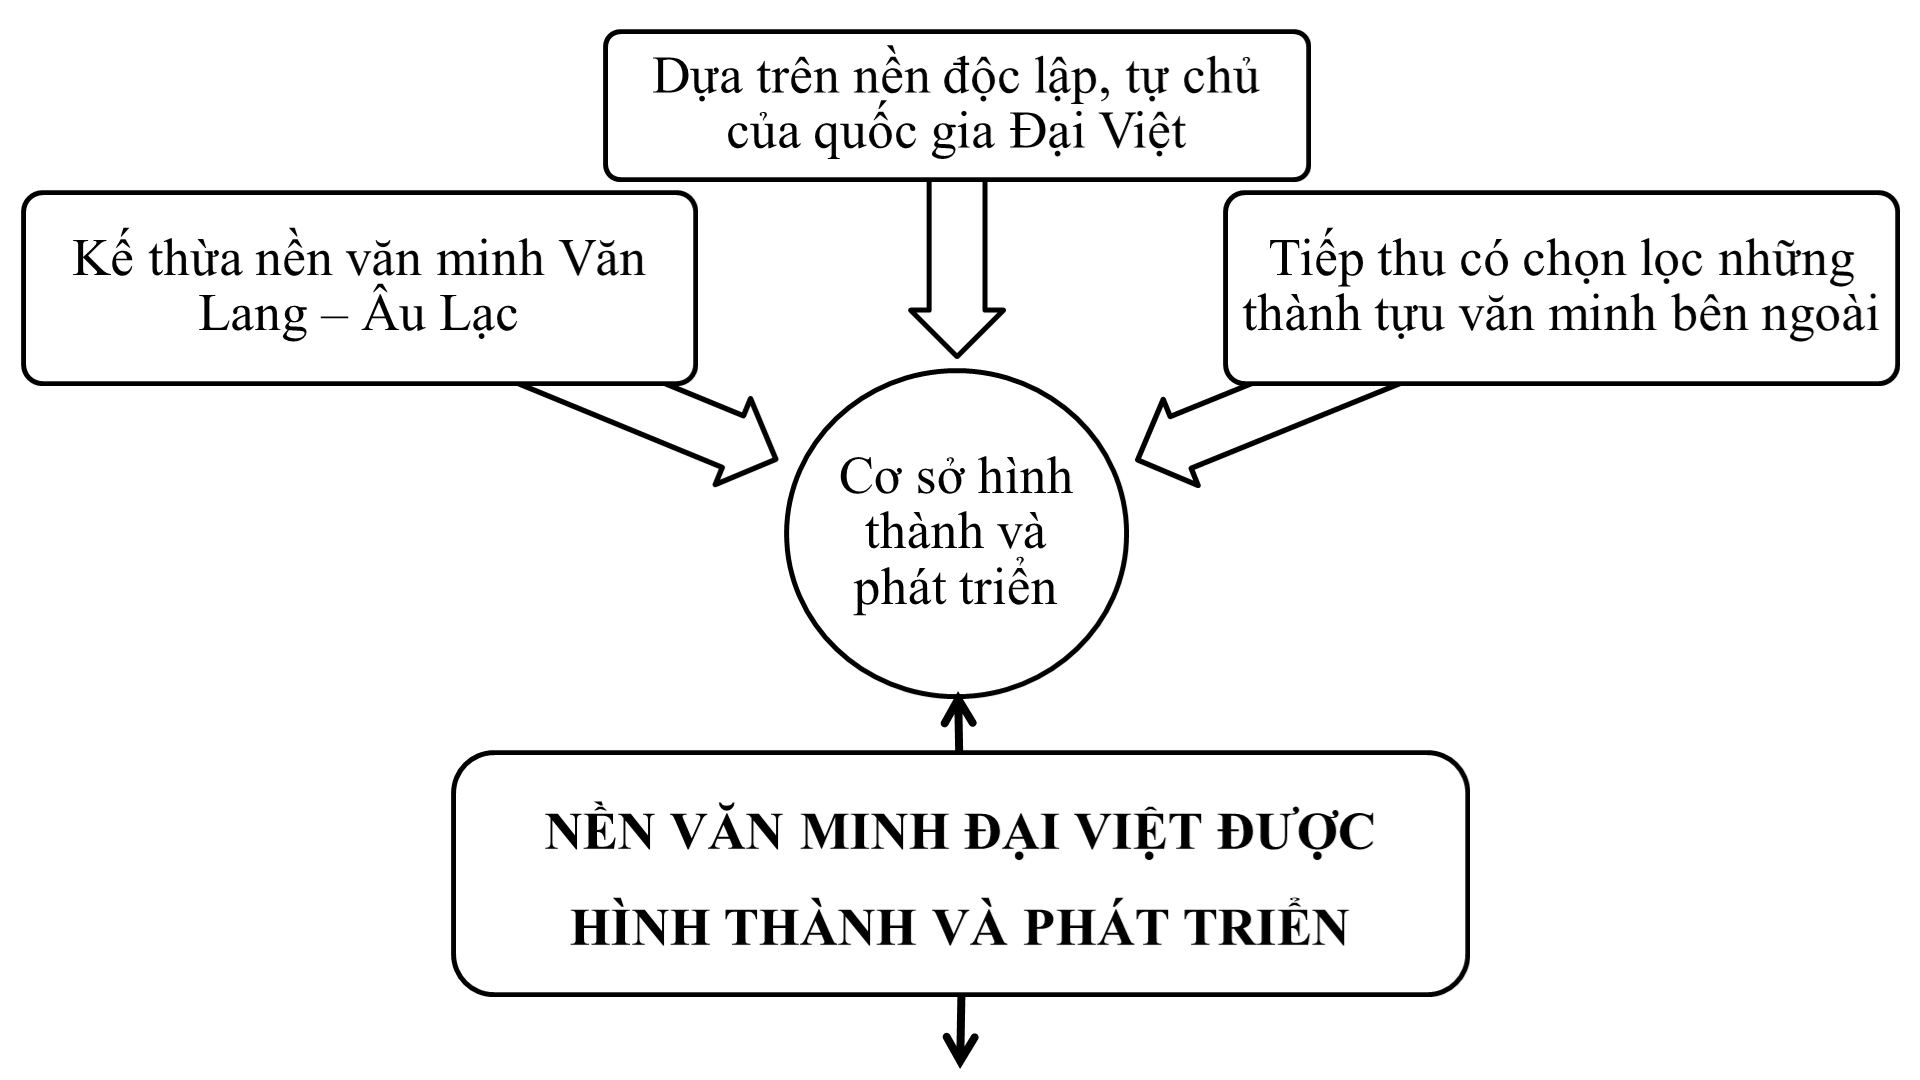 Dựa trên nền độc lập, tự chủ
của quốc gia Đại Việt
Kế thừa nền văn minh Văn
Lang – Âu Lạc
Tiếp thu có chọn lọc những
thành tựu văn minh bên ngoài
Cơ sở hình
thành và
phát triển
NỀN VĂN MINH ĐẠI VIỆT ĐƯỢC
HÌNH THÀNH VÀ PHÁT TRIỂN